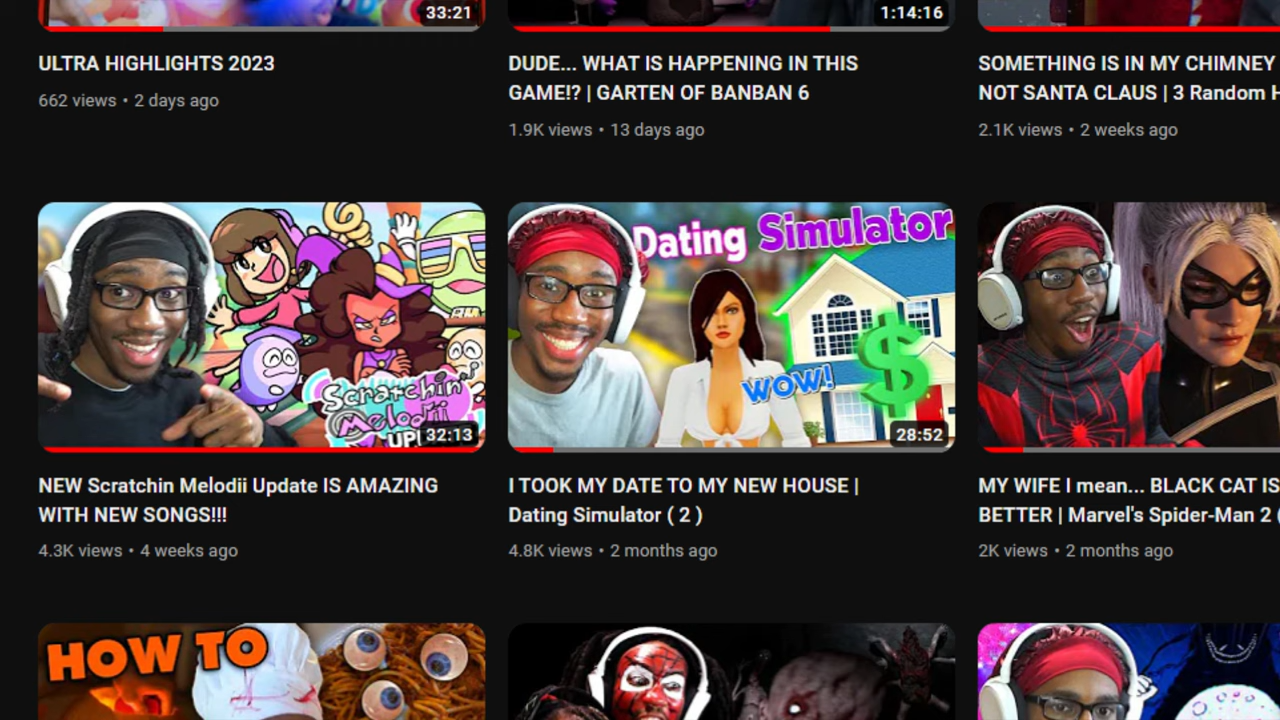 33:21
1:14:16
ULTRA HIGHLIGHTS 2023
662 views • 2 days ago
DUDE... WHAT IS HAPPENING IN THIS
GAME!? | GARTEN OF BANBAN 6
1.9K views • 13 days ago
SOMETHING IS IN MY CHIMNEY
NOT SANTA CLAUS | 3 Random H
2.1K views • 2 weeks ago
Scratchin'
Melodii
UP!
32:13
Dating Simulator
WOW!
$
28:52
NEW Scratchin Melodii Update IS AMAZING
WITH NEW SONGS!!!
4.3K views • 4 weeks ago
I TOOK MY DATE TO MY NEW HOUSE |
Dating Simulator ( 2 )
4.8K views • 2 months ago
MY WIFE I mean... BLACK CAT IS
BETTER | Marvel's Spider-Man 2 (
2K views • 2 months ago
HOW TO